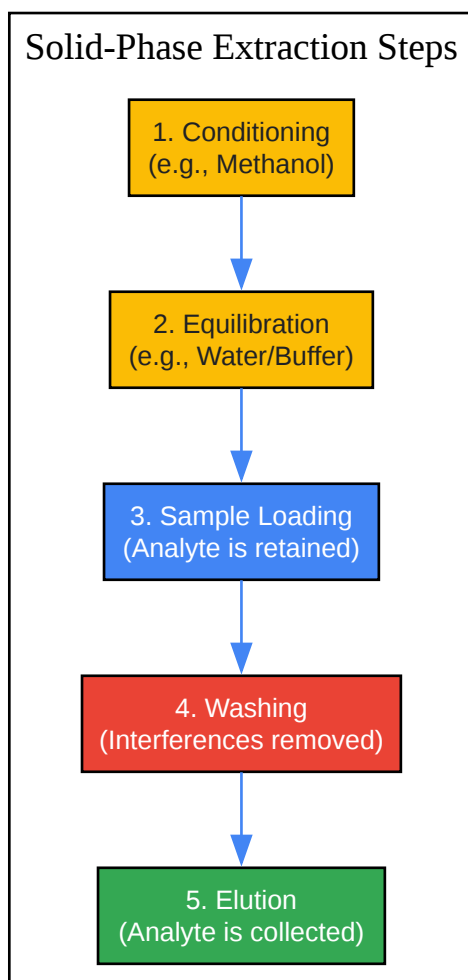 Solid-Phase Extraction Steps
1. Conditioning
(e.g., Methanol)
2. Equilibration
(e.g., Water/Buffer)
3. Sample Loading
(Analyte is retained)
4. Washing
(Interferences removed)
5. Elution
(Analyte is collected)